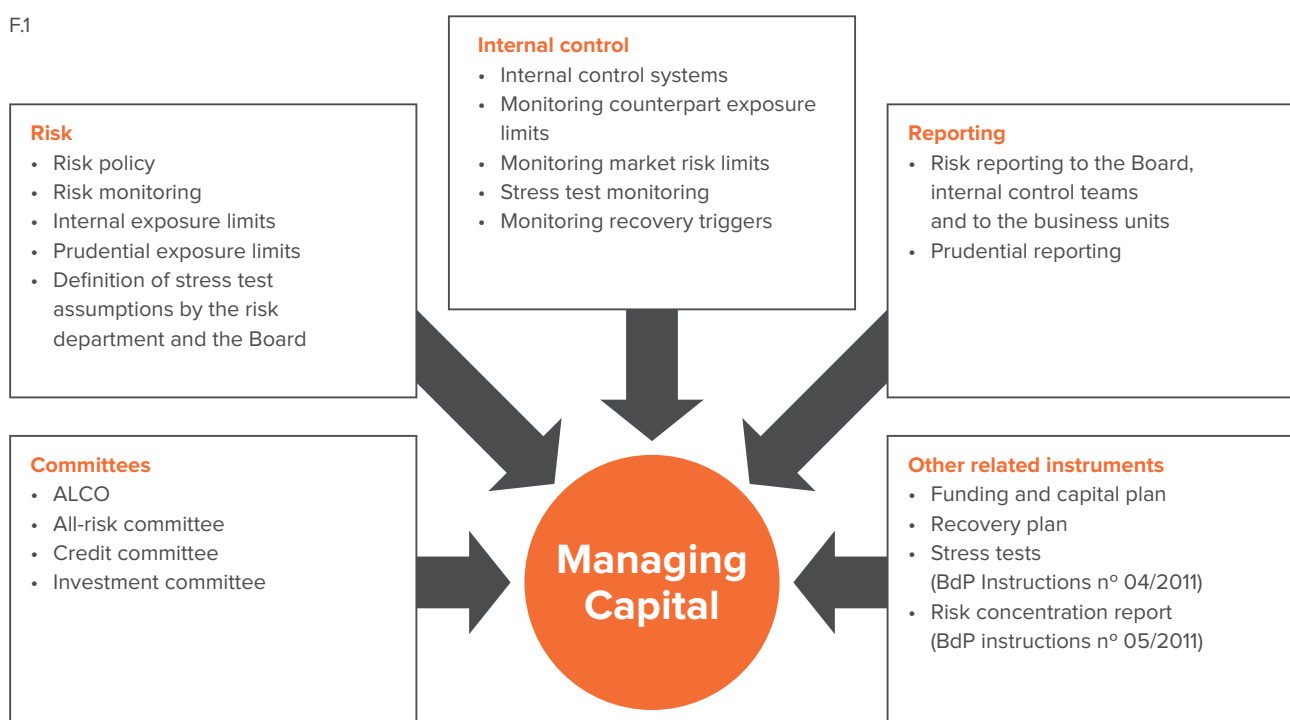 F.1
Internal control
• Internal control systems
• Monitoring counterpart exposure
limits
• Monitoring market risk limits
• Stress test monitoring
• Monitoring recovery triggers
Risk
• Risk policy
• Risk monitoring
• Internal exposure limits
• Prudential exposure limits
• Definition of stress test
assumptions by the risk
department and the Board
Reporting
• Risk reporting to the Board,
internal control teams
and to the business units
• Prudential reporting
Committees
• ALCO
• All-risk committee
• Credit committee
• Investment committee
Managing
Capital
Other related instruments
• Funding and capital plan
• Recovery plan
• Stress tests
(BdP Instructions nº 04/2011)
• Risk concentration report
(BdP instructions nº 05/2011)